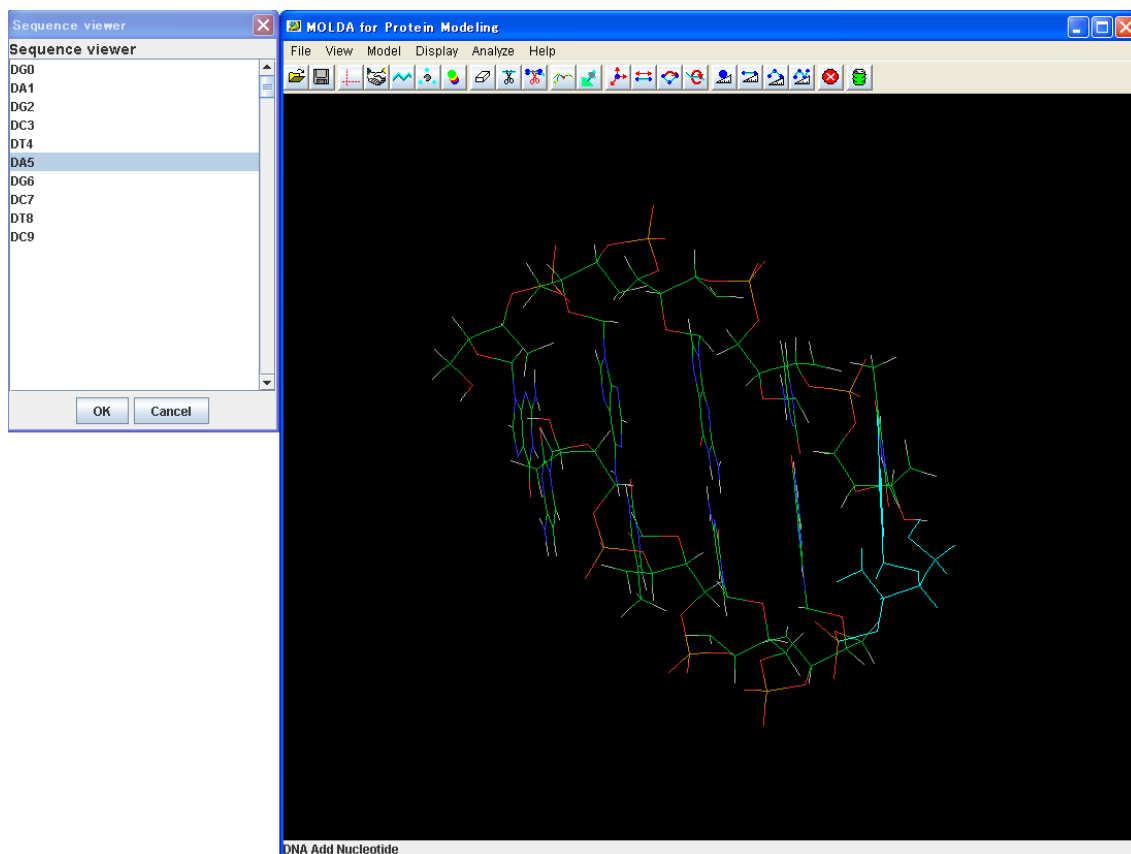 Sequence viewer
Sequence viewer
DG0
DA1
DG2
DC3
DT4
DA5
DG6
DC7
DT8
DC9
OK Cancel
MOLDA for Protein Modeling
File View Model Display Analyze Help
DNA Add Nucleotide